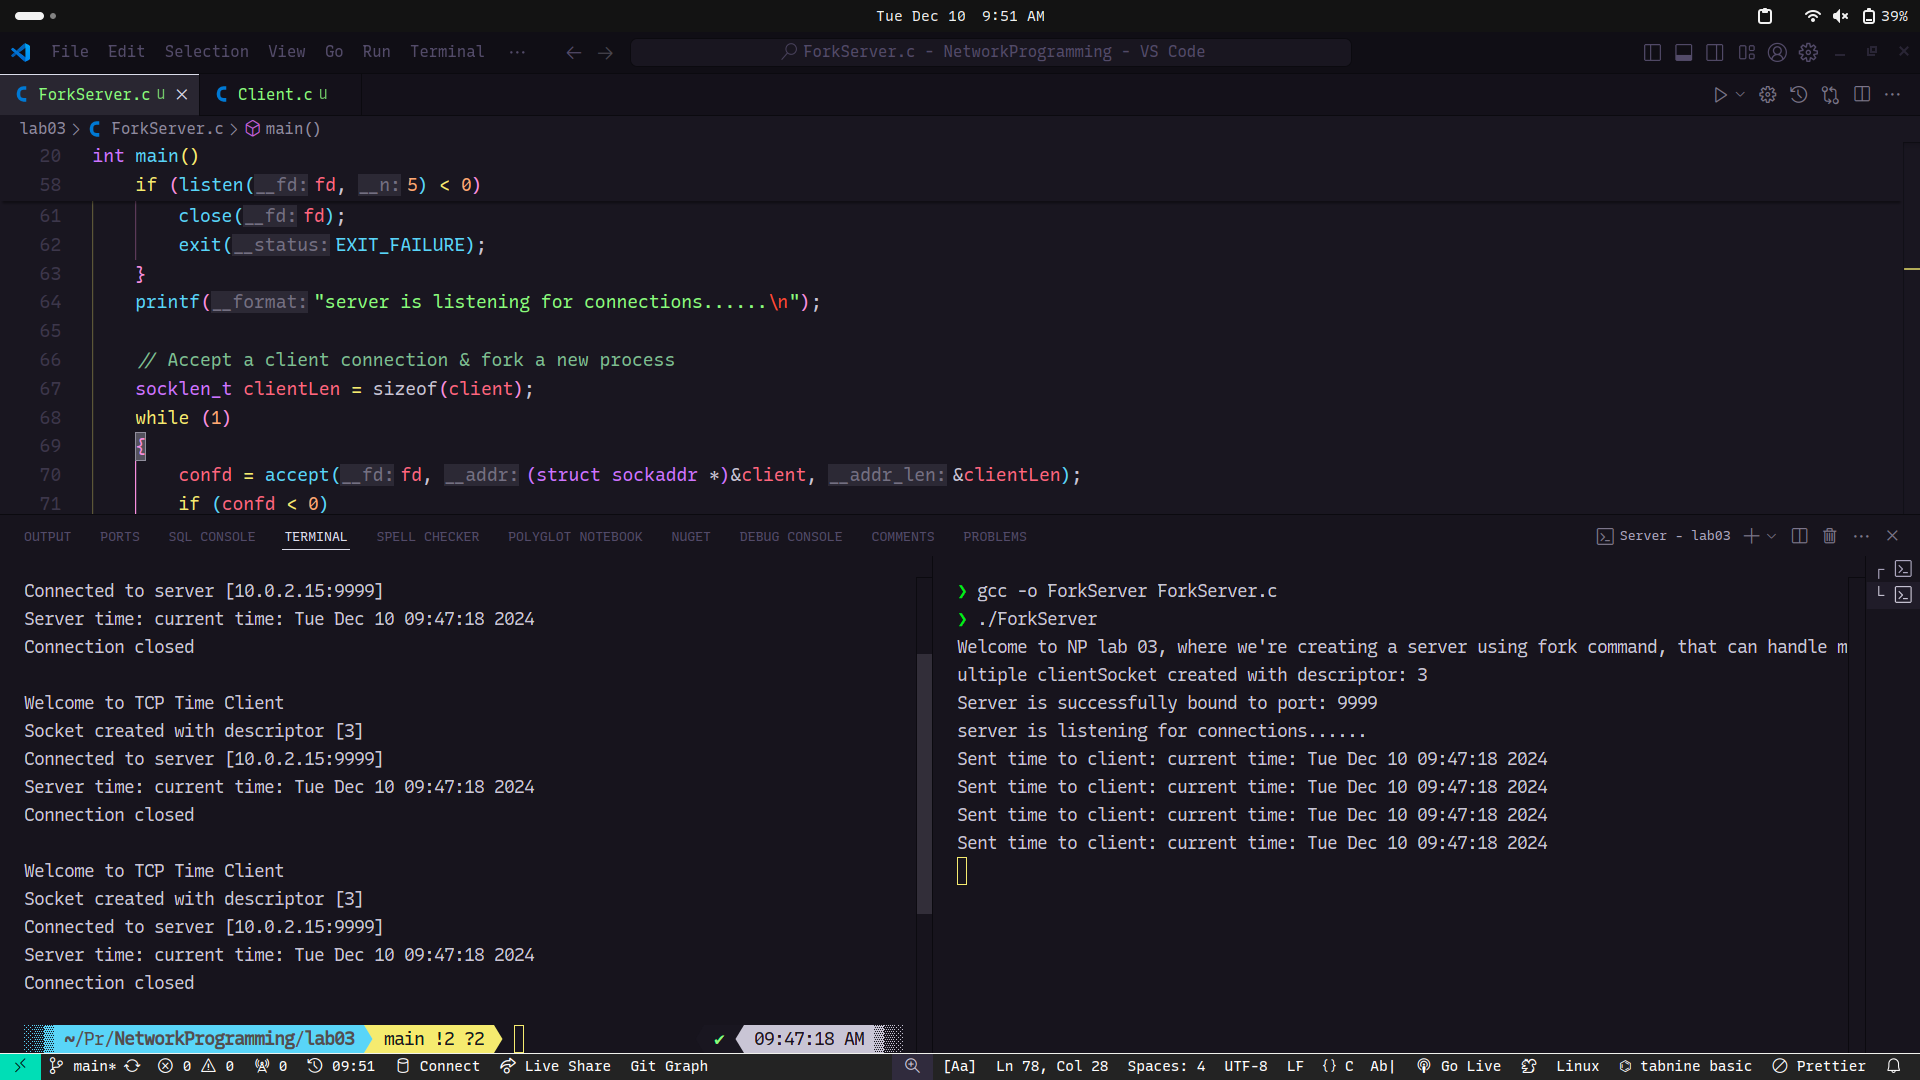 Tue Dec 10  9:51 AM
39%
File Edit Selection View Go Run Terminal ···
ForkServer.c - NetworkProgramming - VS Code
ForkServer.c U
Client.c U
lab03 > ForkServer.c > main()
20 int main()
58 if (listen(__fd: fd, __n: 5) < 0)
61 close(__fd: fd);
62 exit(__status: EXIT_FAILURE);
63 }
64 printf(__format: "server is listening for connections......\n");
65
66 // Accept a client connection & fork a new process
67 socklen_t clientLen = sizeof(client);
68 while (1)
69 {
70 confd = accept(__fd: fd, __addr: (struct sockaddr *)&client, __addr_len: &clientLen);
71 if (confd < 0)
OUTPUT PORTS SQL CONSOLE TERMINAL SPELL CHECKER POLYGLOT NOTEBOOK NUGET DEBUG CONSOLE COMMENTS PROBLEMS
Server - lab03
Connected to server [10.0.2.15:9999]
Server time: current time: Tue Dec 10 09:47:18 2024
Connection closed
Welcome to TCP Time Client
Socket created with descriptor [3]
Connected to server [10.0.2.15:9999]
Server time: current time: Tue Dec 10 09:47:18 2024
Connection closed
Welcome to TCP Time Client
Socket created with descriptor [3]
Connected to server [10.0.2.15:9999]
Server time: current time: Tue Dec 10 09:47:18 2024
Connection closed
~/Pr/NetworkProgramming/lab03 main !2 ?2
✔ 09:47:18 AM
❯ gcc -o ForkServer ForkServer.c
❯ ./ForkServer
Welcome to NP lab 03, where we're creating a server using fork command, that can handle m
ultiple clientSocket created with descriptor: 3
Server is successfully bound to port: 9999
server is listening for connections......
Sent time to client: current time: Tue Dec 10 09:47:18 2024
Sent time to client: current time: Tue Dec 10 09:47:18 2024
Sent time to client: current time: Tue Dec 10 09:47:18 2024
Sent time to client: current time: Tue Dec 10 09:47:18 2024
main* 0 0 0 09:51 Connect Live Share Git Graph [Aa] Ln 78, Col 28 Spaces: 4 UTF-8 LF {} C Ab| Go Live Linux tabnine basic Prettier